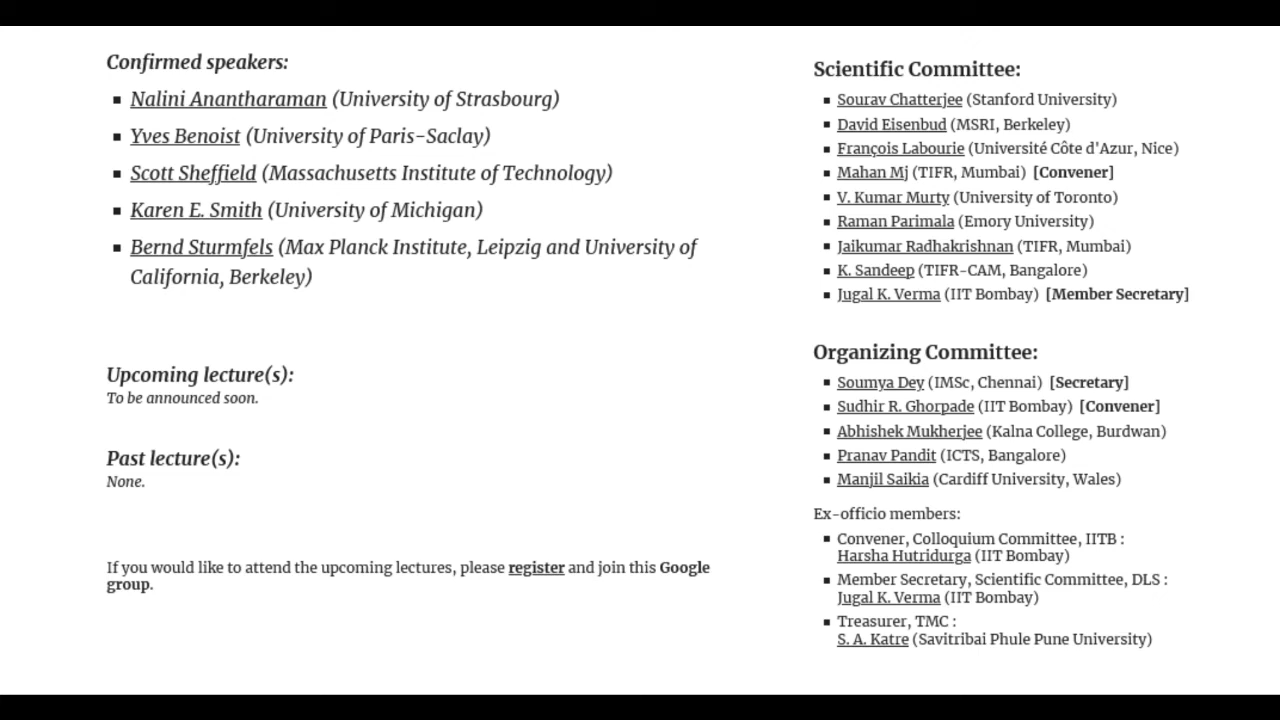 Confirmed speakers:
▪ Nalini Anantharaman (University of Strasbourg)
▪ Yves Benoist (University of Paris-Saclay)
▪ Scott Sheffield (Massachusetts Institute of Technology)
▪ Karen E. Smith (University of Michigan)
▪ Bernd Sturmfels (Max Planck Institute, Leipzig and University of
California, Berkeley)
Upcoming lecture(s):
To be announced soon.
Past lecture(s):
None.
If you would like to attend the upcoming lectures, please register and join this Google
group.
Scientific Committee:
▪ Sourav Chatterjee (Stanford University)
▪ David Eisenbud (MSRI, Berkeley)
▪ François Labourie (Université Côte d'Azur, Nice)
▪ Mahan Mj (TIFR, Mumbai) [Convener]
▪ V. Kumar Murty (University of Toronto)
▪ Raman Parimala (Emory University)
▪ Jaikumar Radhakrishnan (TIFR, Mumbai)
▪ K. Sandeep (TIFR-CAM, Bangalore)
▪ Jugal K. Verma (IIT Bombay) [Member Secretary]
Organizing Committee:
▪ Soumya Dey (IMSc, Chennai) [Secretary]
▪ Sudhir R. Ghorpade (IIT Bombay) [Convener]
▪ Abhishek Mukherjee (Kalna College, Burdwan)
▪ Pranav Pandit (ICTS, Bangalore)
▪ Manjil Saikia (Cardiff University, Wales)
Ex-officio members:
▪ Convener, Colloquium Committee, IITB :
Harsha Hutridurga (IIT Bombay)
▪ Member Secretary, Scientific Committee, DLS :
Jugal K. Verma (IIT Bombay)
▪ Treasurer, TMC :
S. A. Katre (Savitribai Phule Pune University)